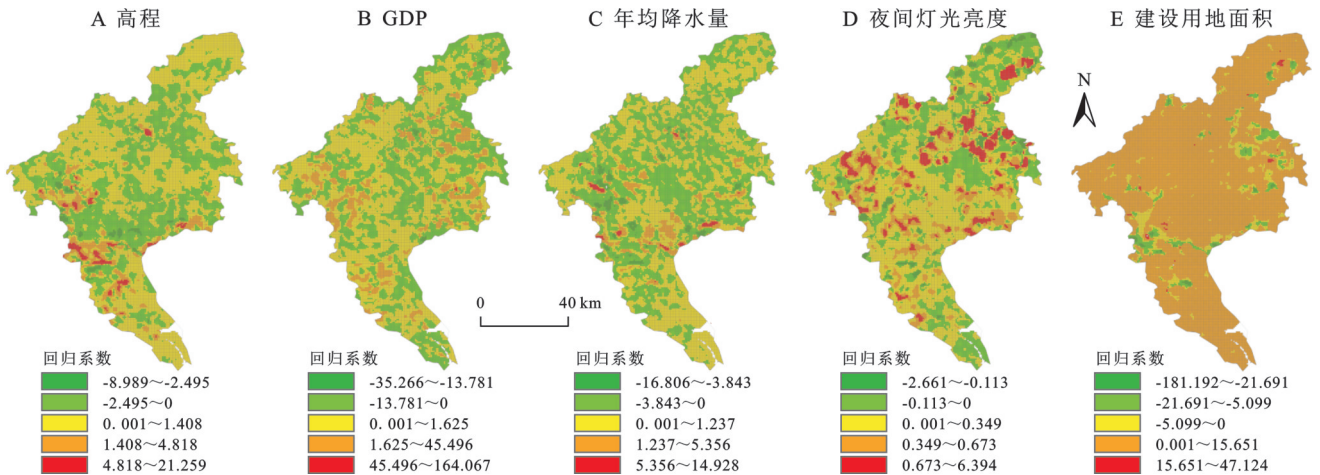 A 高程
B GDP
C 年均降水量
D 夜间灯光亮度
E 建设用地面积
N
0 40 km
回归系数
-8.989～-2.495
-2.495～0
0. 001～1.408
1.408～4.818
4.818～21.259
回归系数
-35.266～-13.781
-13.781～0
0. 001～1.625
1.625～45.496
45.496～164.067
回归系数
-16.806～-3.843
-3.843～0
0. 001～1.237
1.237～5.356
5.356～14.928
回归系数
-2.661～-0.113
-0.113～0
0.001～0.349
0.349～0.673
0.673～6.394
回归系数
-181.192～-21.691
-21.691～-5.099
-5.099～0
0.001～15.651
15.651～47.124